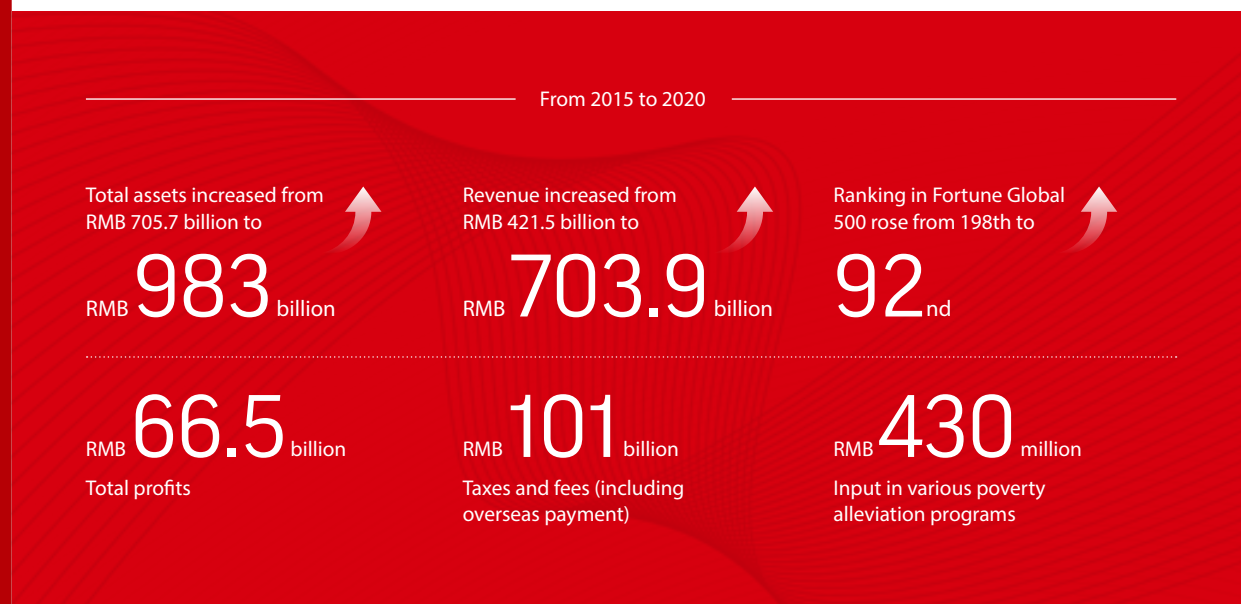 From 2015 to 2020
Total assets increased from
RMB 705.7 billion to
RMB 983 billion
Revenue increased from
RMB 421.5 billion to
RMB 703.9 billion
Ranking in Fortune Global
500 rose from 198th to
92nd
RMB 66.5 billion
Total profits
RMB 101 billion
Taxes and fees (including
overseas payment)
RMB 430 million
Input in various poverty
alleviation programs